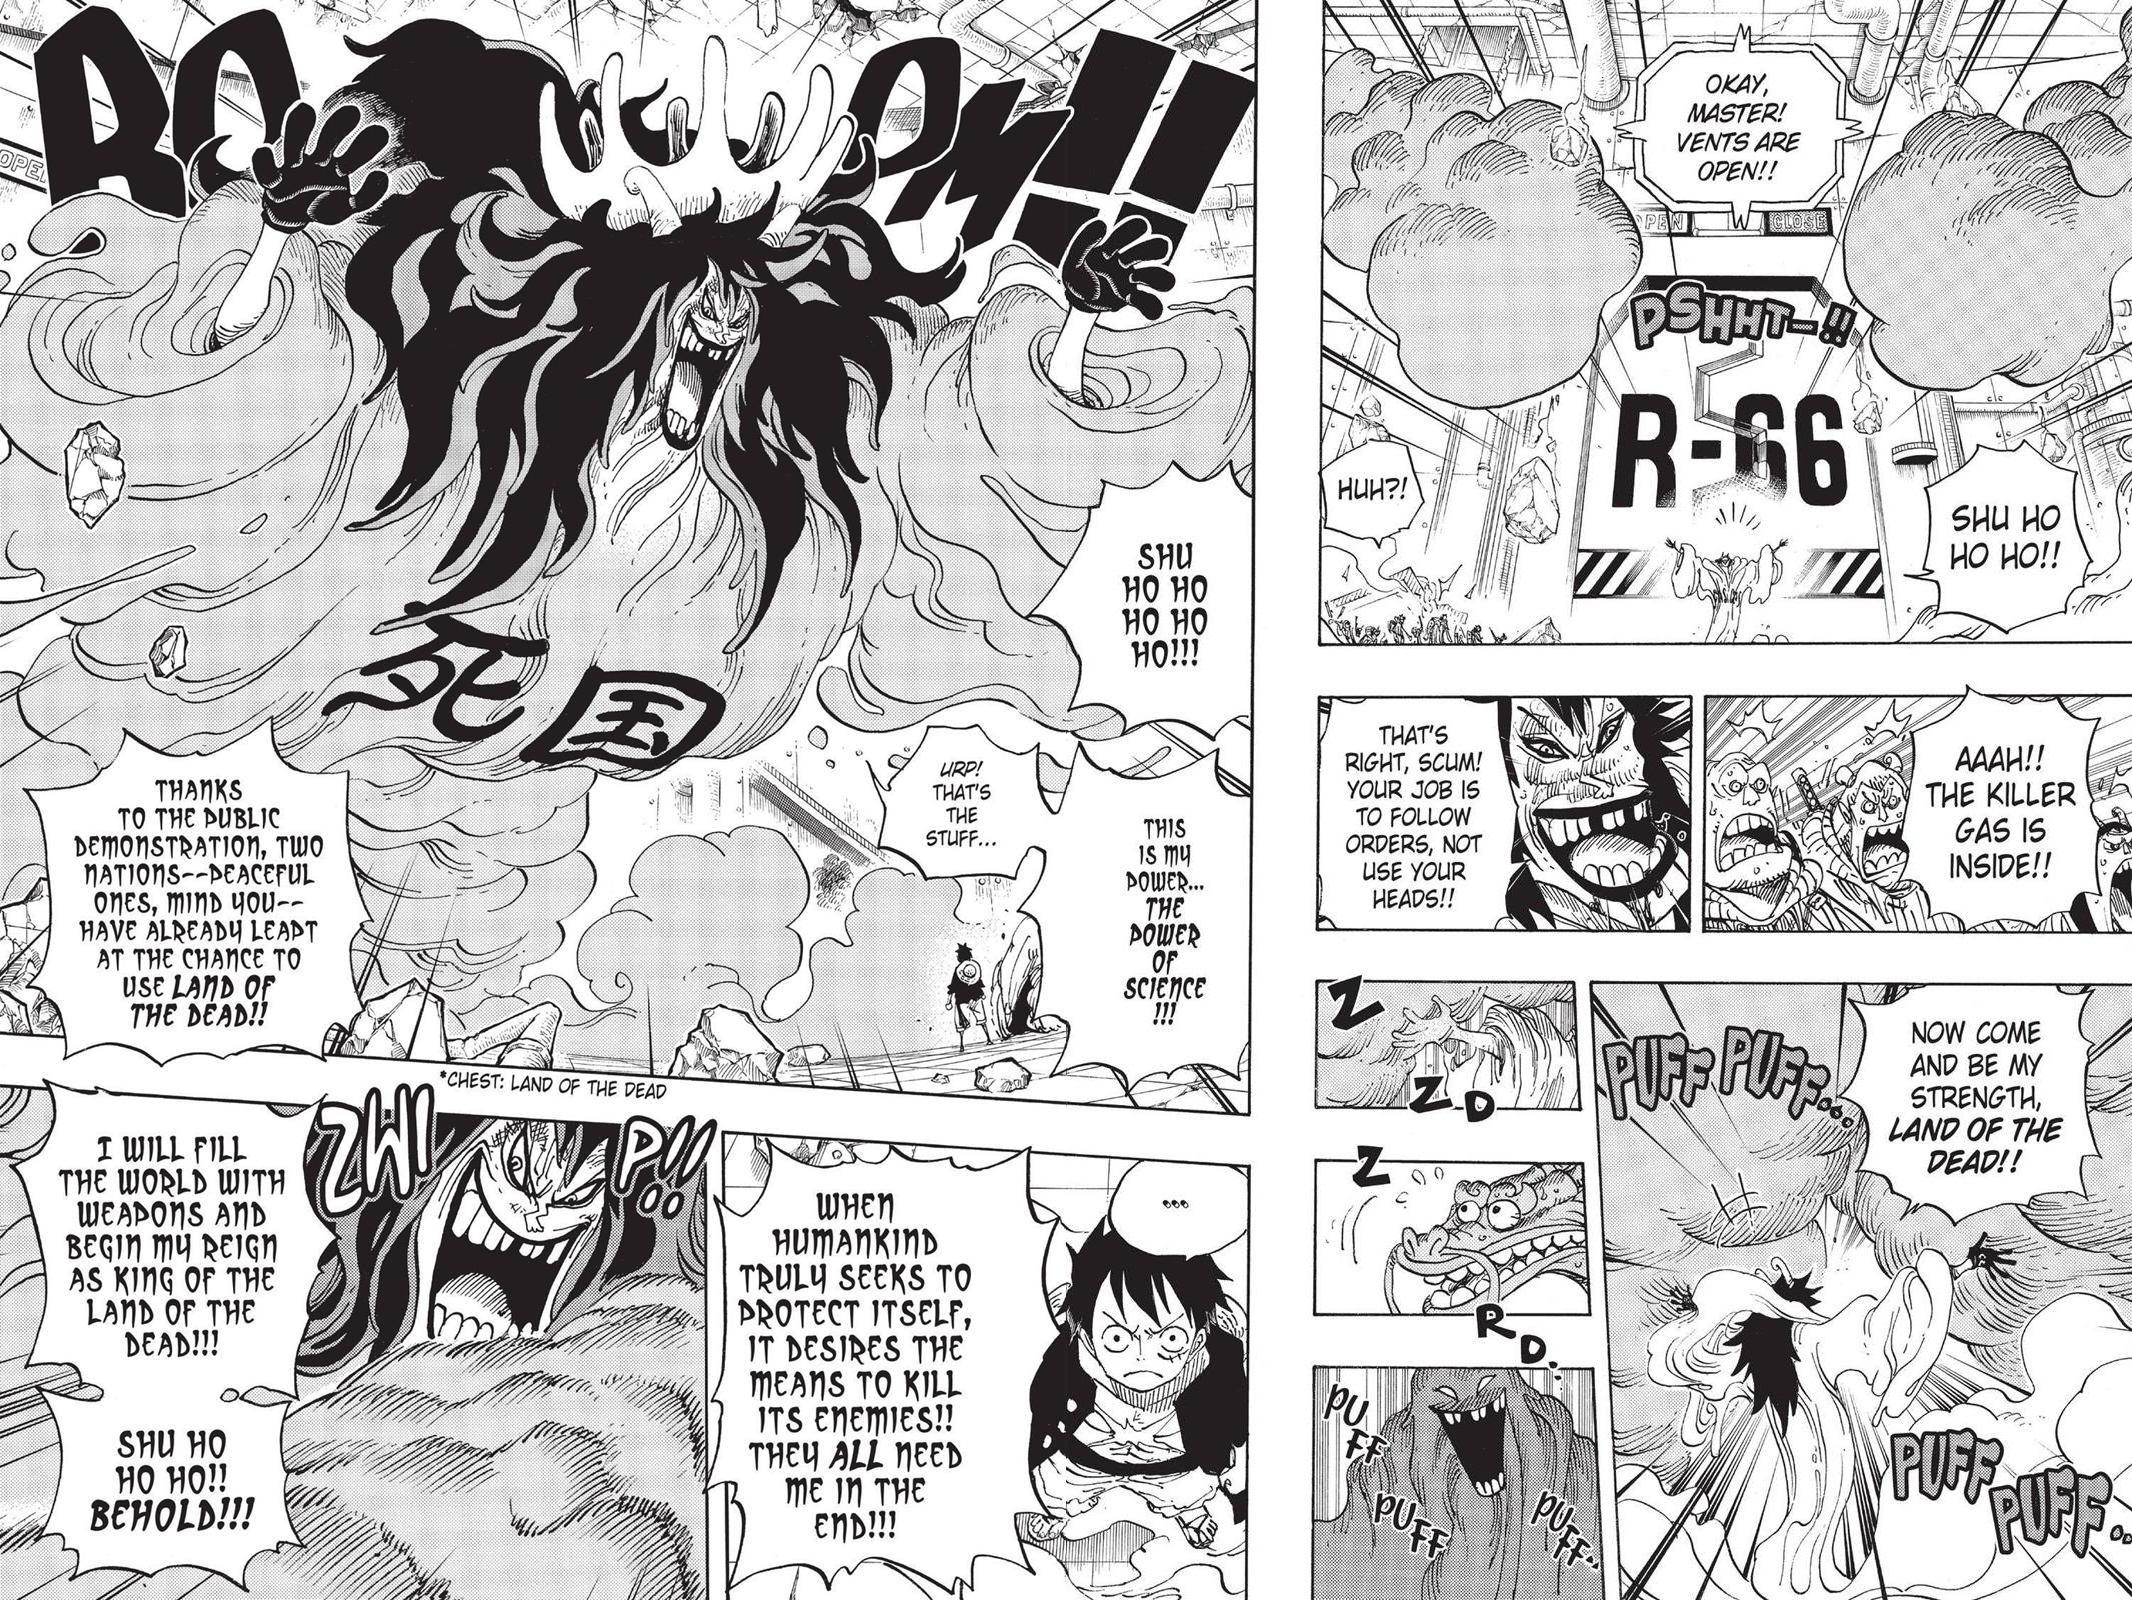 OKAY,
MASTER!
VENTS ARE
OPEN!!
OPEN
CLOSE
PSHHT—!!
R-66
HUH?!
SHU HO
HO HO!!
AAAH!!
THE KILLER
GAS IS
INSIDE!!
THAT'S
RIGHT, SCUM!
YOUR JOB IS
TO FOLLOW
ORDERS, NOT
USE YOUR
HEADS!!
NOW COME
AND BE MY
STRENGTH,
LAND OF THE
DEAD!!
PUFF PUFF...
PUFF
PUFF...
Z
Z
D
Z
R
D.
PU
FF
PUFF
PUFF...
BOOOM!!
OPEN
SHU
HO HO
HO HO
HO!!!
死国
THIS
IS MY
POWER...
THE
POWER
OF
SCIENCE
!!!
URP!
THAT'S
THE
STUFF...
THANKS
TO THE PUBLIC
DEMONSTRATION, TWO
NATIONS--PEACEFUL
ONES, MIND YOU--
HAVE ALREADY LEAPT
AT THE CHANCE TO
USE LAND OF
THE DEAD!!
*CHEST: LAND OF THE DEAD
...
WHEN
HUMANKIND
TRULY SEEKS TO
PROTECT ITSELF,
IT DESIRES THE
MEANS TO KILL
ITS ENEMIES!!
THEY ALL NEED
ME IN THE
END!!!
ZWIP!!
I WILL FILL
THE WORLD WITH
WEAPONS AND
BEGIN MY REIGN
AS KING OF THE
LAND OF THE
DEAD!!!
SHU HO
HO HO!!
BEHOLD!!!